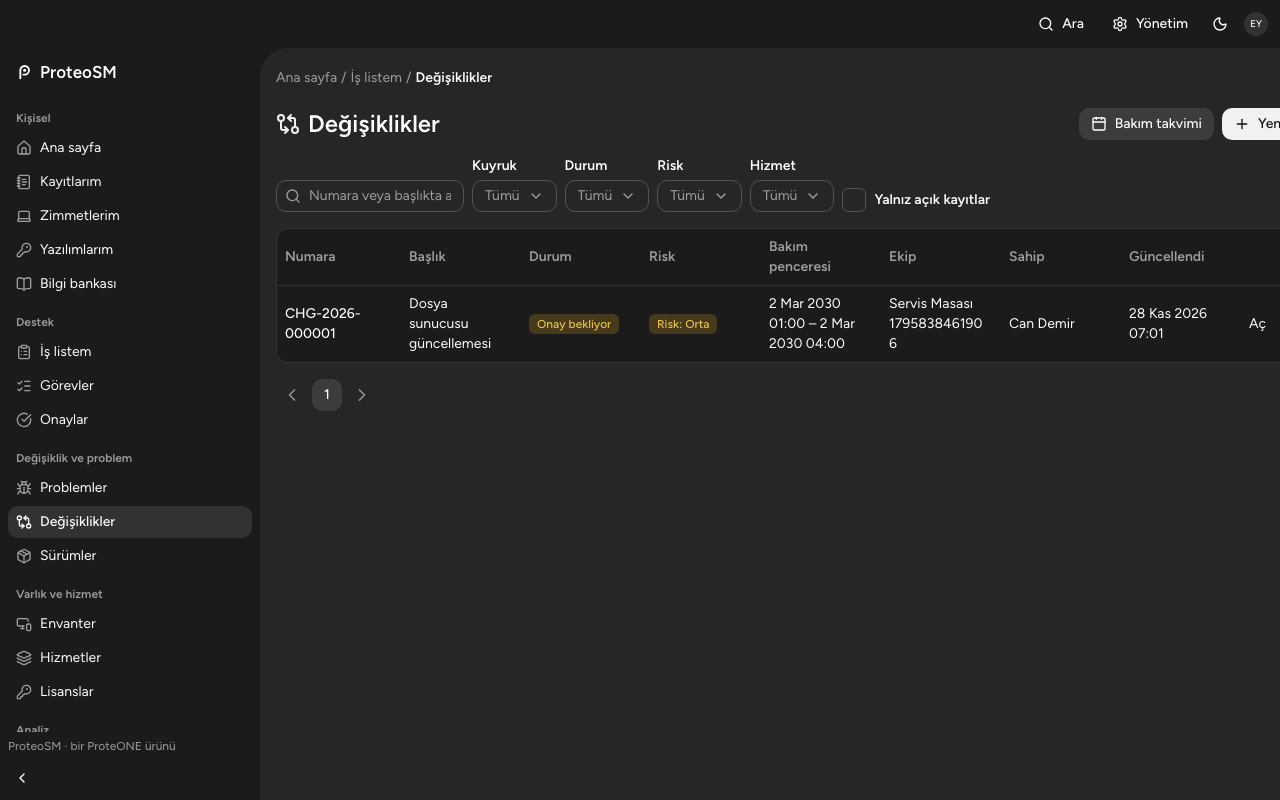 Ara
Yönetim
EY
ProteoSM
Kişisel
Ana sayfa
Kayıtlarım
Zimmetlerim
Yazılımlarım
Bilgi bankası
Destek
İş listem
Görevler
Onaylar
Değişiklik ve problem
Problemler
Değişiklikler
Sürümler
Varlık ve hizmet
Envanter
Hizmetler
Lisanslar
Analiz
ProteoSM · bir ProteONE ürünü
Ana sayfa / İş listem / Değişiklikler
Değişiklikler
Bakım takvimi
Yen
Kuyruk
Durum
Risk
Hizmet
Numara veya başlıkta a
Tümü
Tümü
Tümü
Tümü
Yalnız açık kayıtlar
Numara
Başlık
Durum
Risk
Bakım
penceresi
Ekip
Sahip
Güncellendi
CHG-2026-
000001
Dosya
sunucusu
güncellemesi
Onay bekliyor
Risk: Orta
2 Mar 2030
01:00 – 2 Mar
2030 04:00
Servis Masası
179583846190
6
Can Demir
28 Kas 2026
07:01
Aç
1